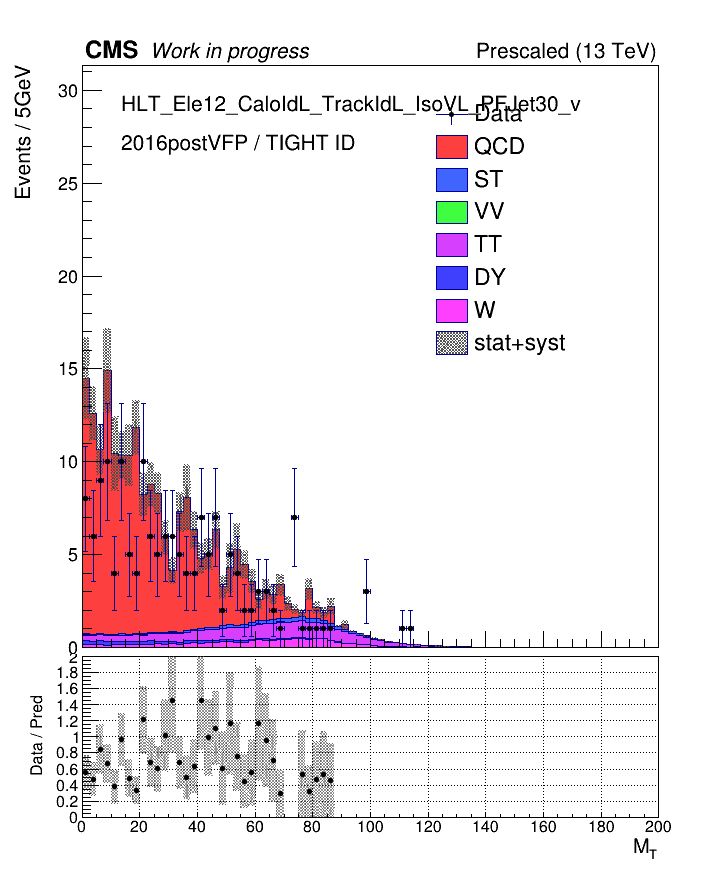 CMS Work in progress Prescaled (13 TeV)
Events / 5GeV
HLT_Ele12_CaloIdL_TrackIdL_IsoVL_PFJet30_v
2016postVFP / TIGHT ID
Data
QCD
ST
VV
TT
DY
W
stat+syst
30
25
20
15
10
5
0
Data / Pred
2
1.8
1.6
1.4
1.2
1
0.8
0.6
0.4
0.2
0
0 20 40 60 80 100 120 140 160 180 200
M_T